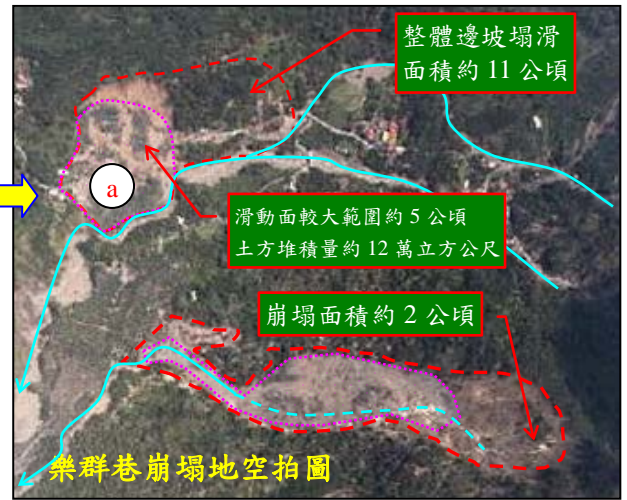 整體邊坡塌滑
面積約 11 公頃
a
滑動面較大範圍約 5 公頃
土方堆積量約 12 萬立方公尺
崩塌面積約 2 公頃
樂群巷崩塌地空拍圖